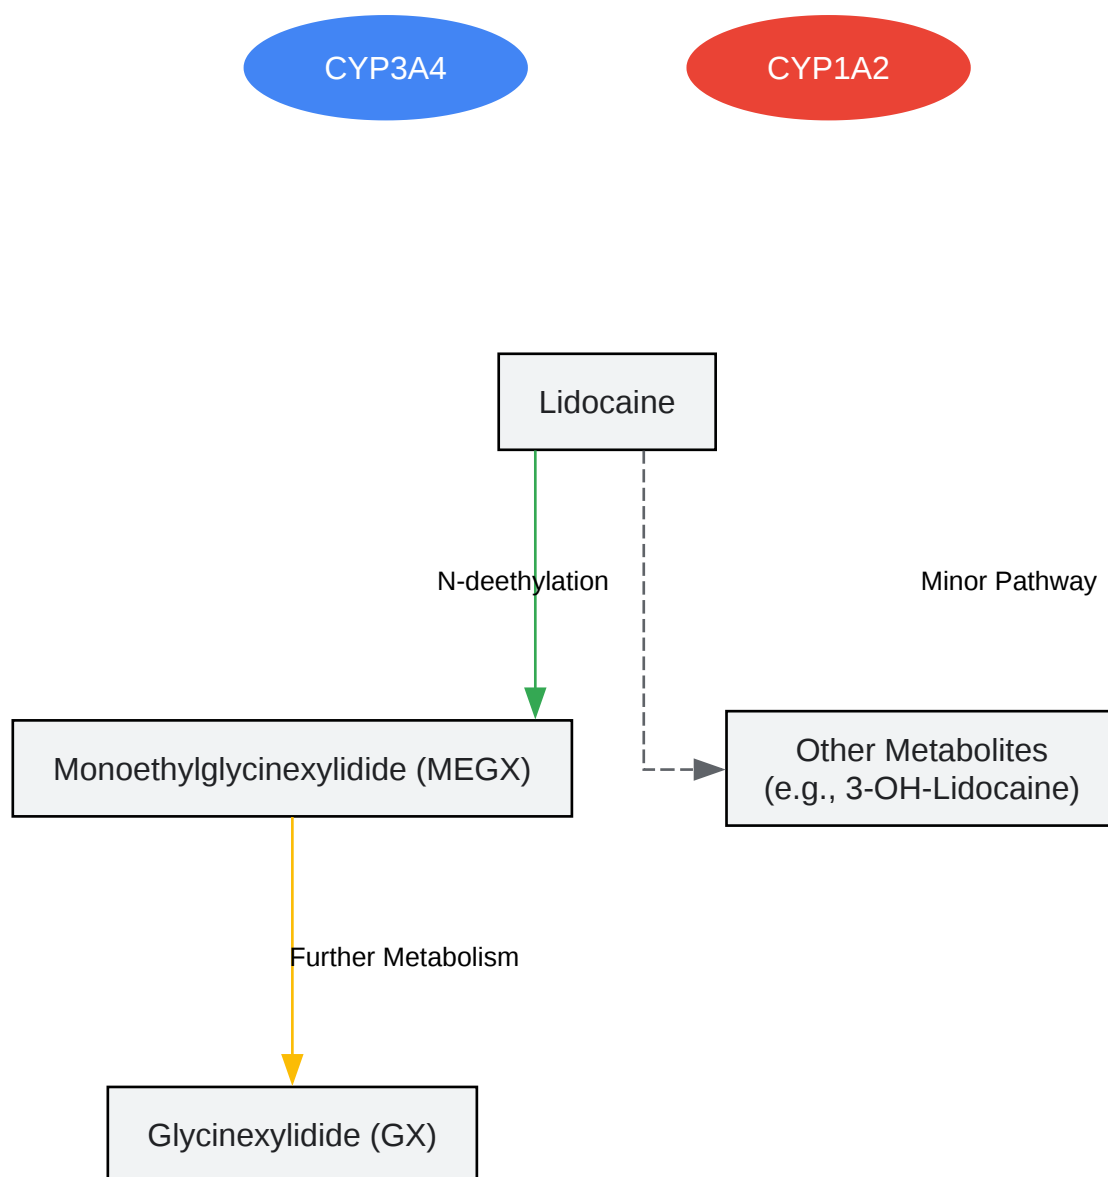 CYP3A4
CYP1A2
Lidocaine
N-deethylation
Minor Pathway
Monoethylglycinexylidide (MEGX)
Other Metabolites
(e.g., 3-OH-Lidocaine)
Further Metabolism
Glycinexylidide (GX)